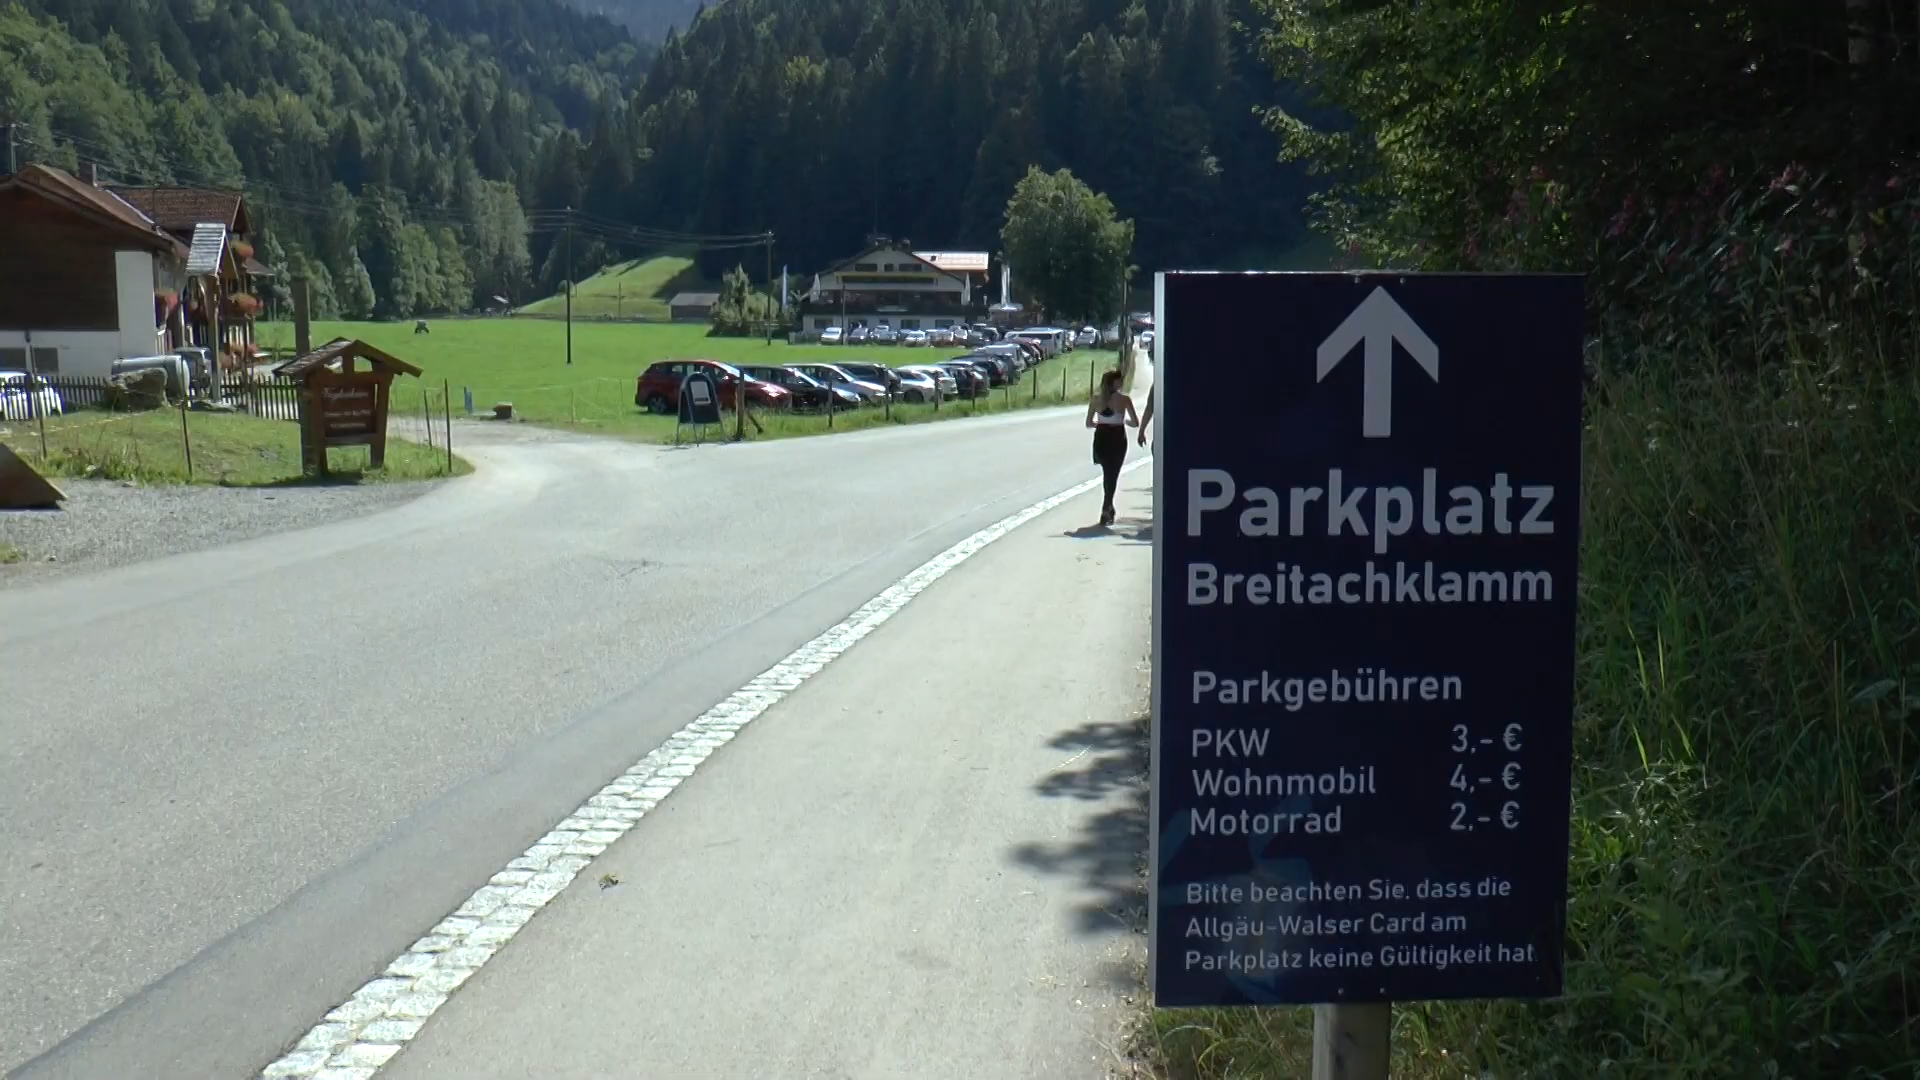 Parkplatz
Breitachklamm
Parkgebühren
PKW 3,- €
Wohnmobil 4,- €
Motorrad 2,- €
Bitte beachten Sie, dass die
Allgäu-Walser Card am
Parkplatz keine Gültigkeit hat.